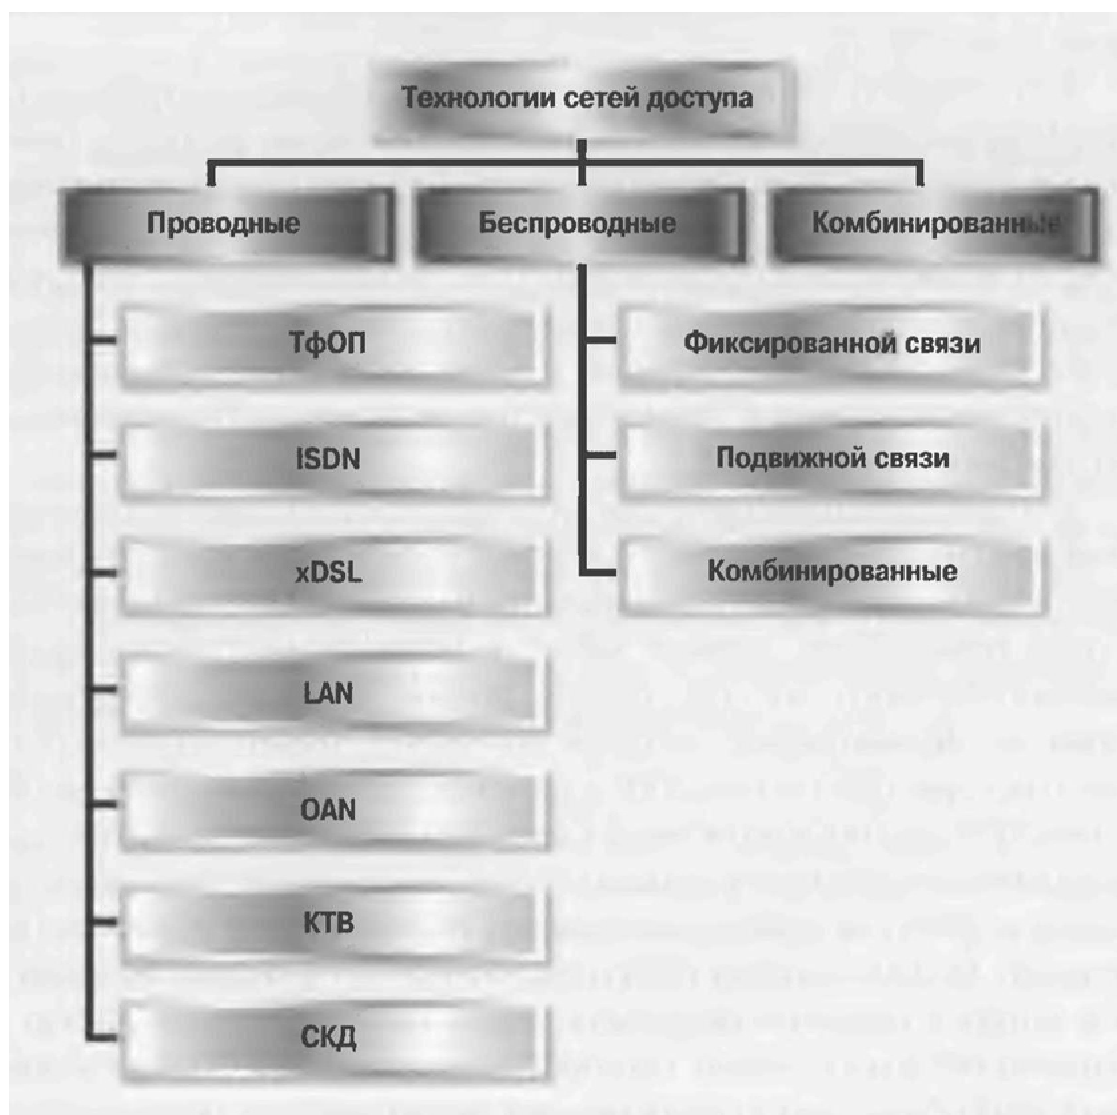 Технологии сетей доступа
Проводные
Беспроводные
Комбинированные
ТфОП
ISDN
xDSL
LAN
OAN
КТВ
СКД
Фиксированной связи
Подвижной связи
Комбинированные